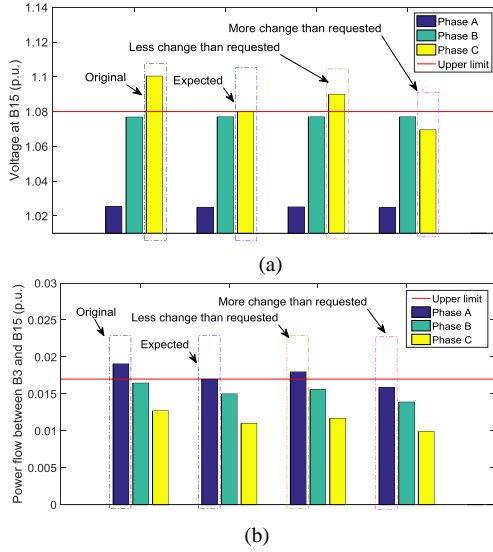 More change than requested
Less change than requested
Original
Expected
Phase A
Phase B
Phase C
Upper limit
Voltage at B15 (p.u.)
1.14
1.12
1.1
1.08
1.06
1.04
1.02
(a)
0.03
0.025
0.02
0.015
0.01
0.005
0
Power flow between B3 and B15 (p.u.)
Original
More change than requested
Less change than requested
Expected
Upper limit
Phase A
Phase B
Phase C
(b)